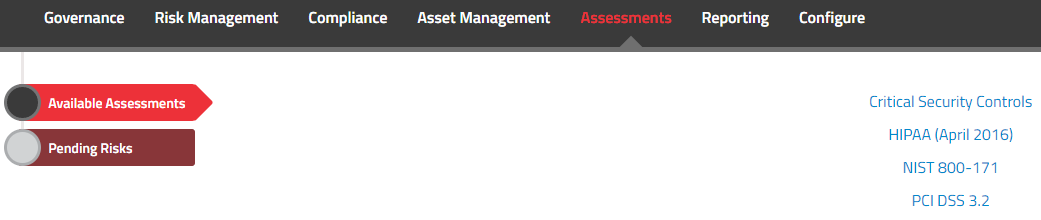 Governance Risk Management Compliance Asset Management Assessments Reporting Configure
Available Assessments
Critical Security Controls
HIPAA (April 2016)
Pending Risks
NIST 800-171
PCI DSS 3.2